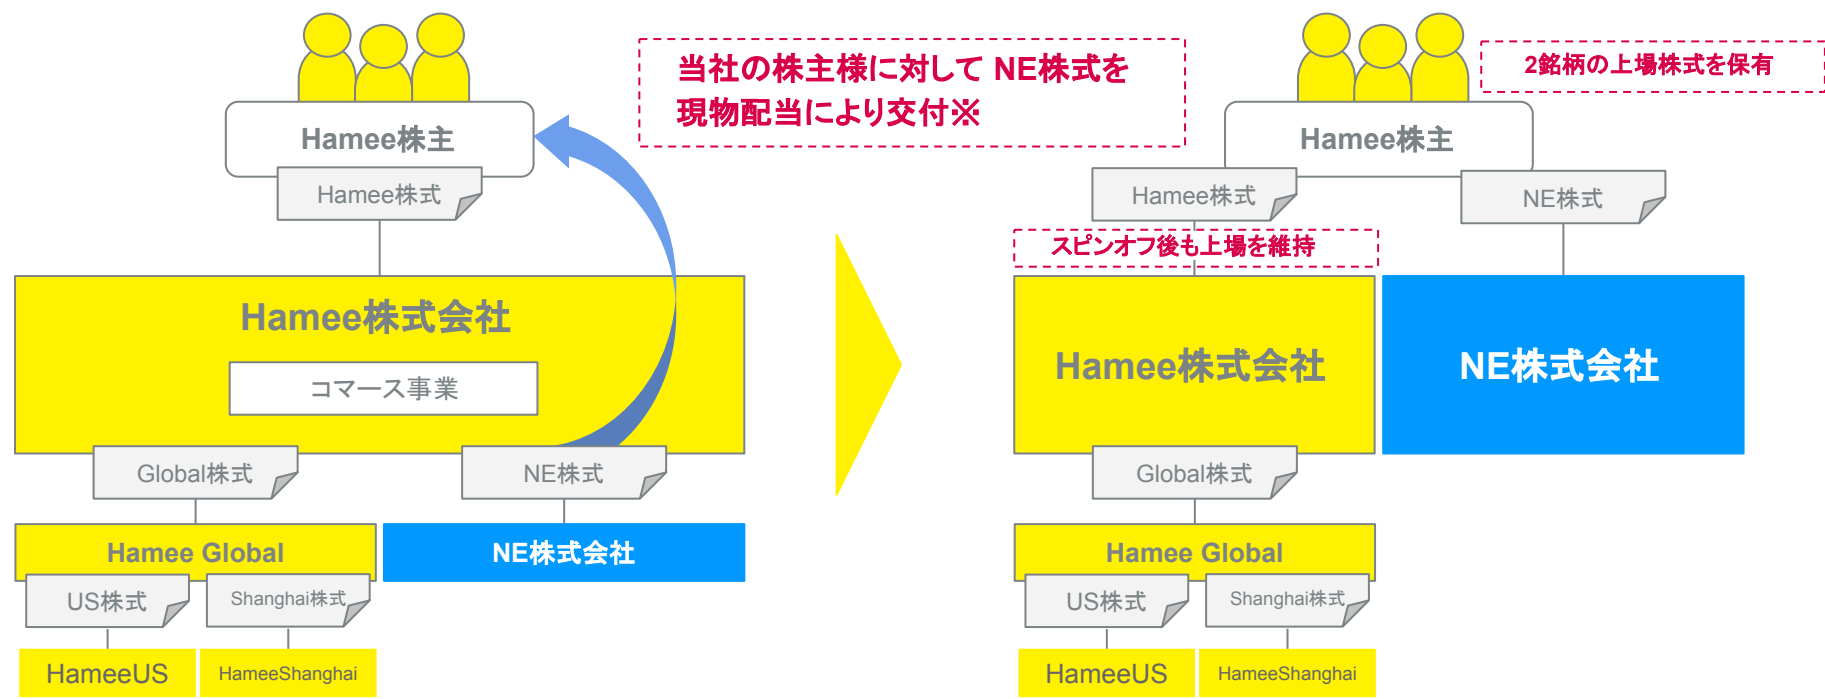 Hamee株主
Hamee株式
当社の株主様に対して NE株式を
現物配当により交付※
Hamee株式会社
コマース事業
Global株式
NE株式
Hamee Global
NE株式会社
US株式
Shanghai株式
HameeUS
HameeShanghai
2銘柄の上場株式を保有
Hamee株主
Hamee株式
NE株式
スピンオフ後も上場を維持
Hamee株式会社
NE株式会社
Global株式
Hamee Global
US株式
Shanghai株式
HameeUS
HameeShanghai